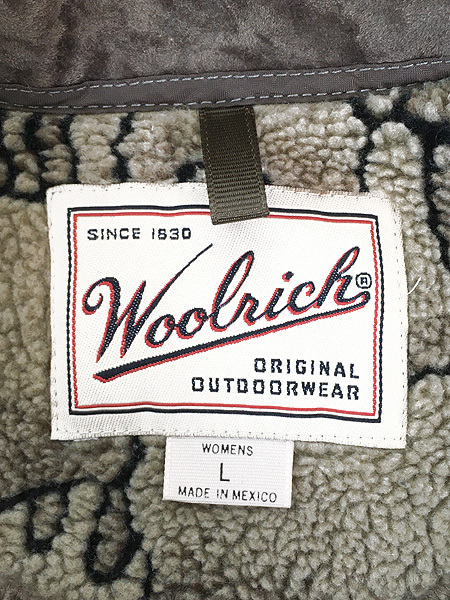 SINCE 1830
Woolrich®
ORIGINAL
OUTDOORWEAR
WOMENS
L
MADE IN MEXICO